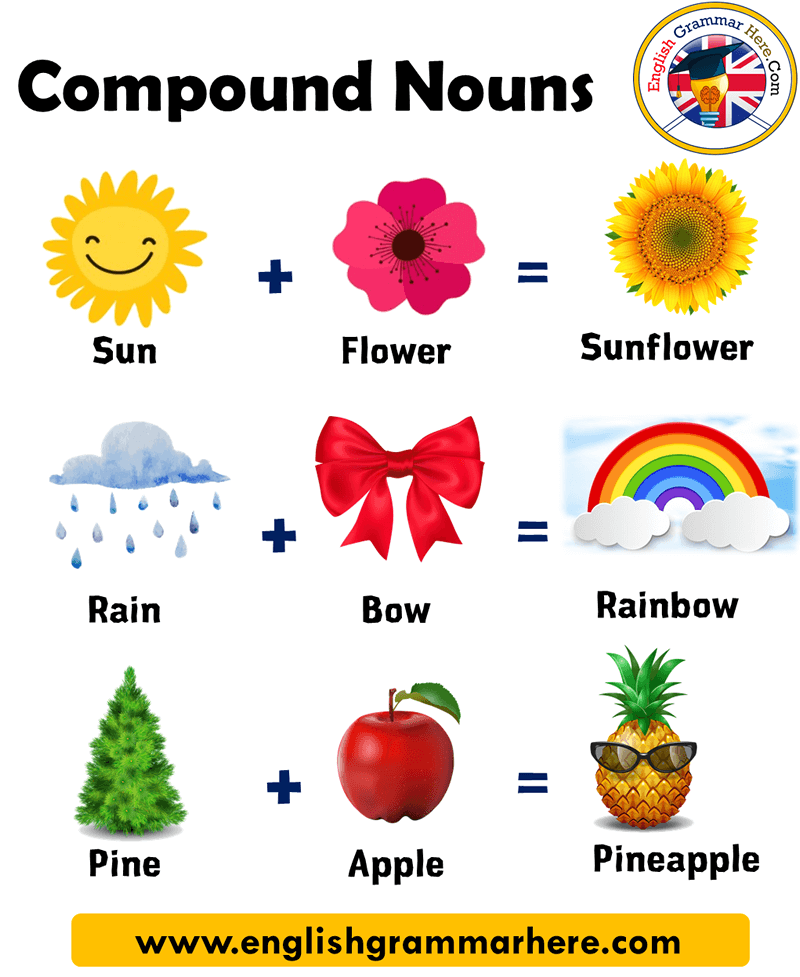 Compound Nouns
English Grammar Here.Com
+ =
Sun Flower Sunflower
+ =
Rain Bow Rainbow
+ =
Pine Apple Pineapple
www.englishgrammarhere.com